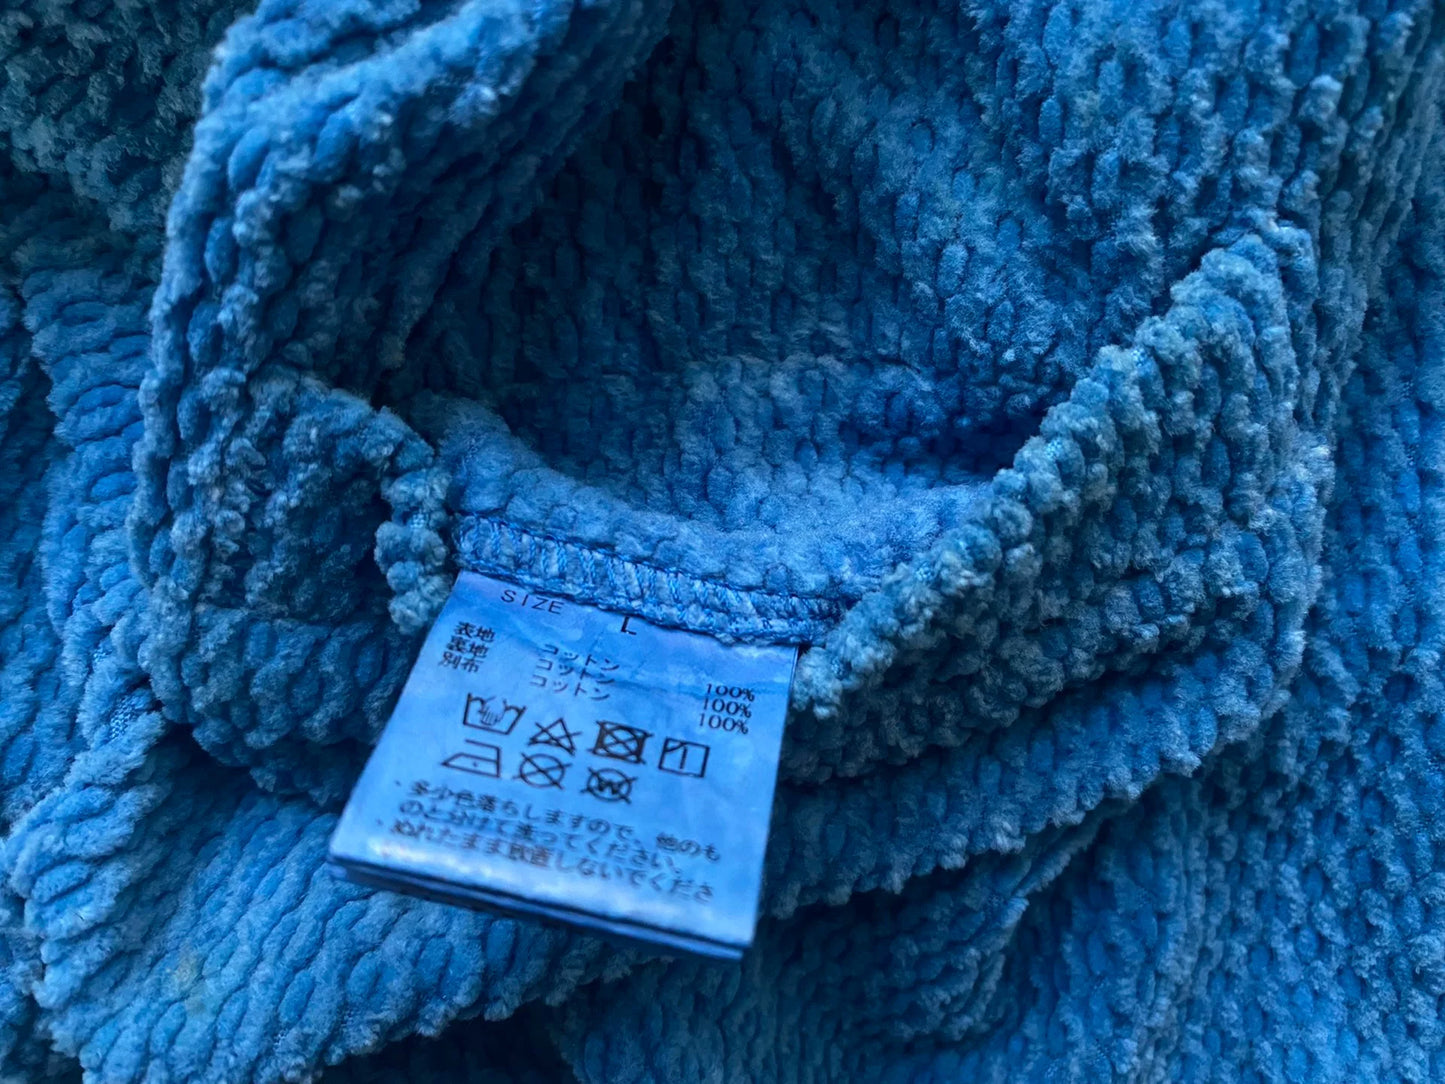 SIZE L
表地 コットン 100%
裏地 コットン 100%
別布 コットン 100%
・多少色落ちしますので、他のも
のと分けて洗ってください。
・ぬれたまま放置しないでくださ